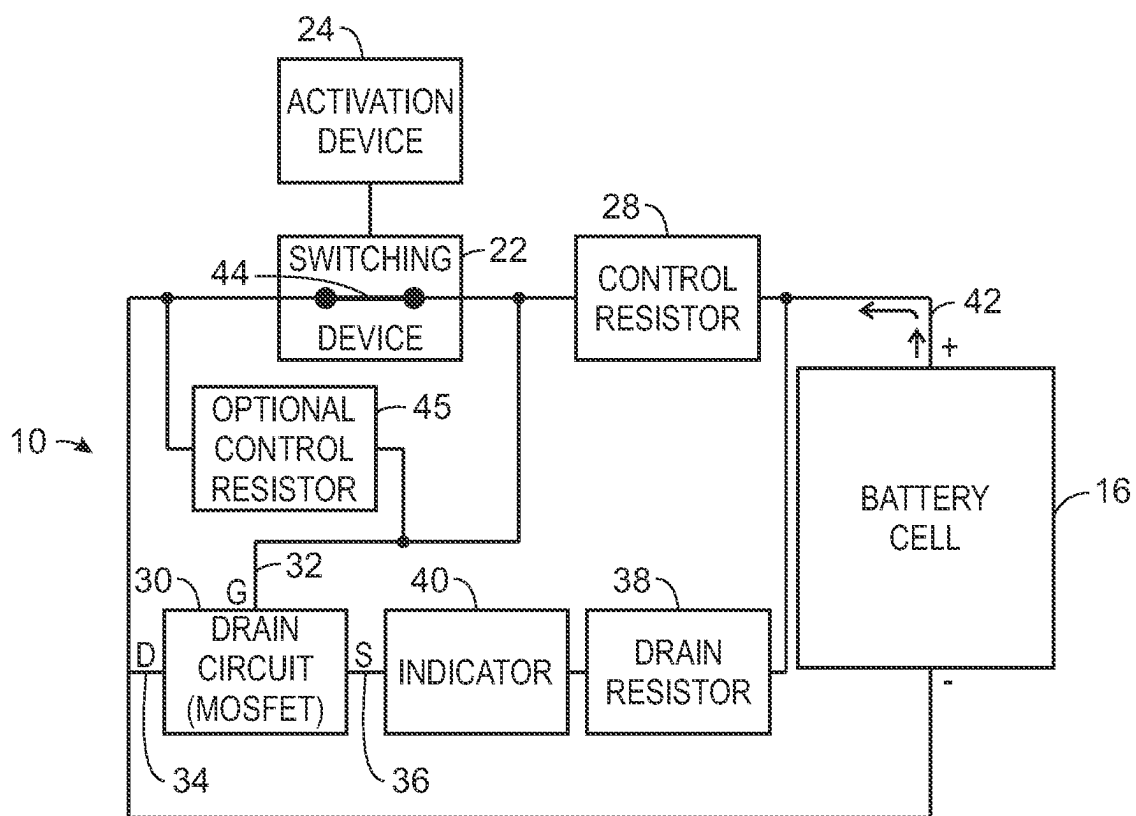 24
ACTIVATION
DEVICE
28
SWITCHING
22
44
DEVICE
CONTROL
RESISTOR
42
+
OPTIONAL
CONTROL
RESISTOR
45
10
BATTERY
CELL
16
32
30
G
40
38
D
DRAIN
CIRCUIT
(MOSFET)
S
INDICATOR
DRAIN
RESISTOR
-
34
36